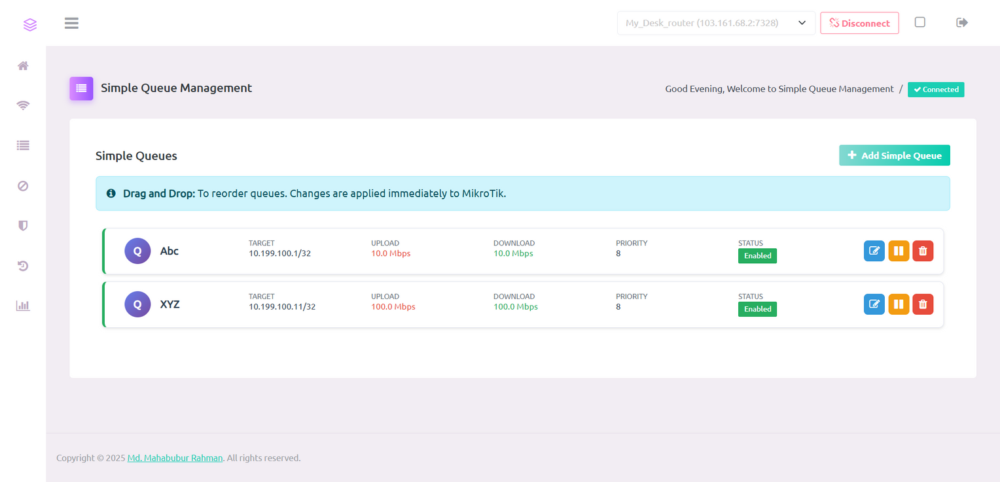 My_Desk_router (103.161.68.2:7328)
Disconnect
Simple Queue Management
Good Evening, Welcome to Simple Queue Management / Connected
Simple Queues
Add Simple Queue
Drag and Drop: To reorder queues. Changes are applied immediately to MikroTik.
Q
Abc
TARGET
10.199.100.1/32
UPLOAD
10.0 Mbps
DOWNLOAD
10.0 Mbps
PRIORITY
8
STATUS
Enabled
Q
XYZ
TARGET
10.199.100.11/32
UPLOAD
100.0 Mbps
DOWNLOAD
100.0 Mbps
PRIORITY
8
STATUS
Enabled
Copyright © 2025 Md. Mahabubur Rahman. All rights reserved.